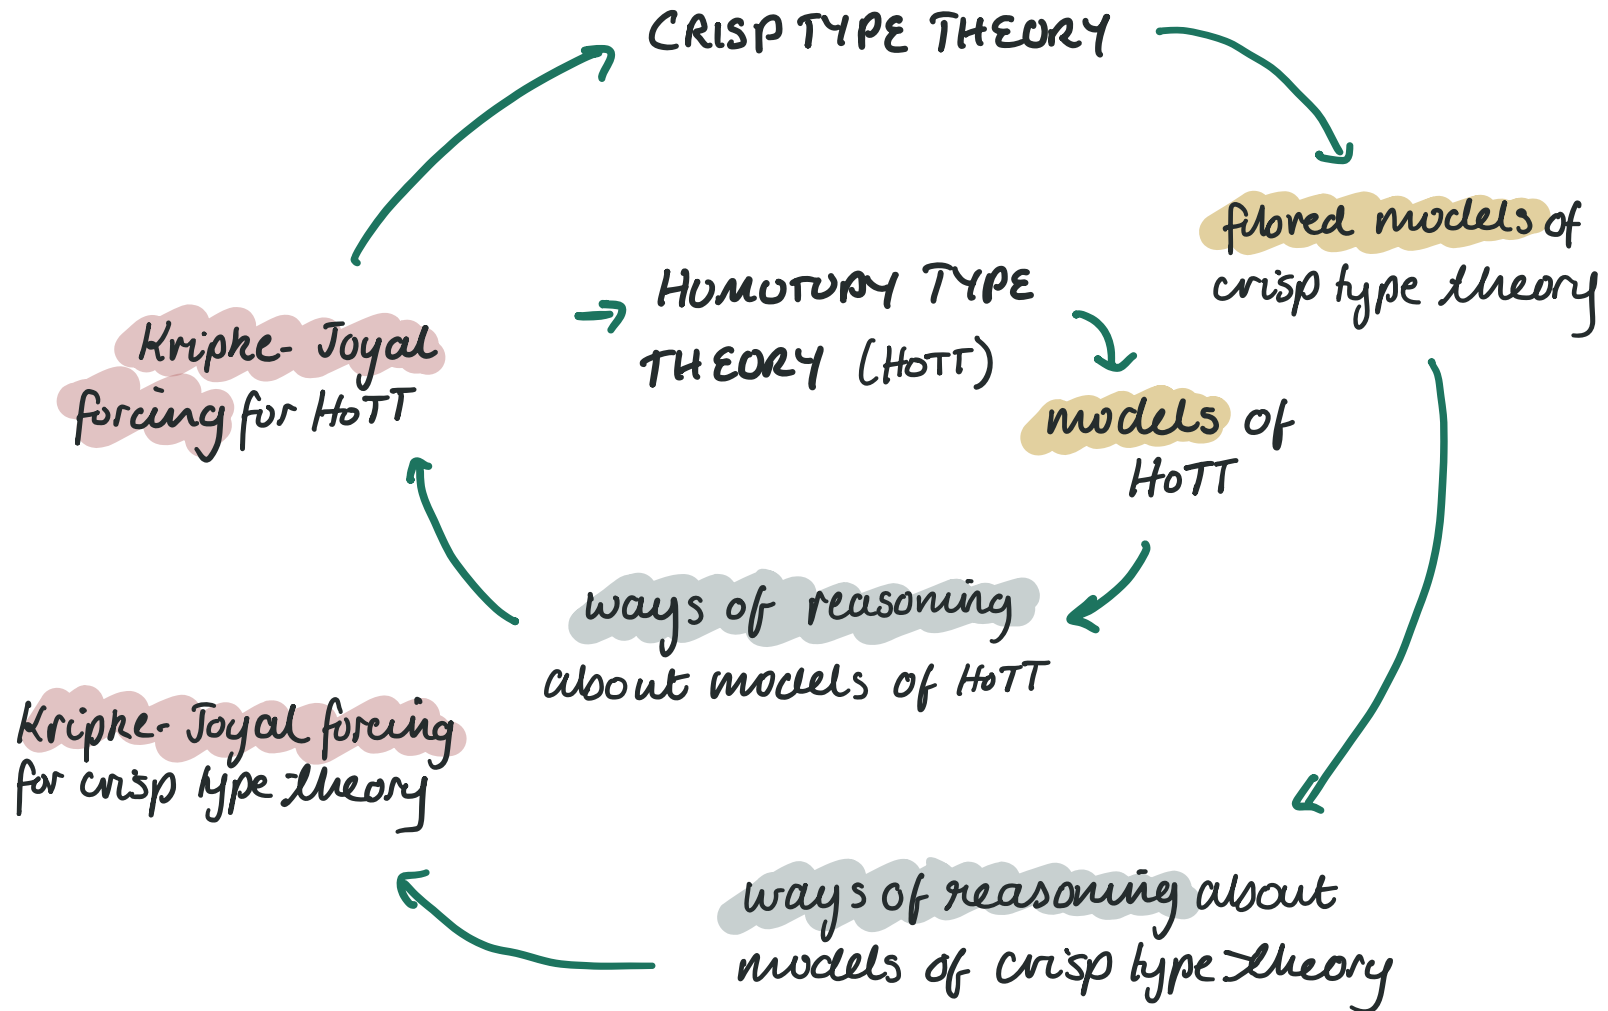 CRISP TYPE THEORY
fibred models of
crisp type theory
HOMOTOPY TYPE
THEORY (HoTT)
Kripke-Joyal
forcing for HoTT
models of
HoTT
ways of reasoning
about models of HoTT
Kripke-Joyal forcing
for crisp type theory
ways of reasoning about
models of crisp type theory